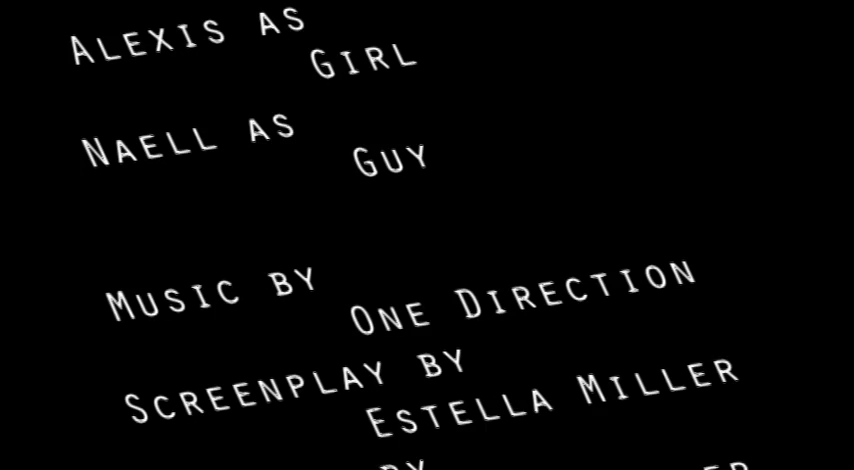 Alexis as
Girl
Naell as
Guy
Music by
One Direction
Screenplay by
Estella Miller